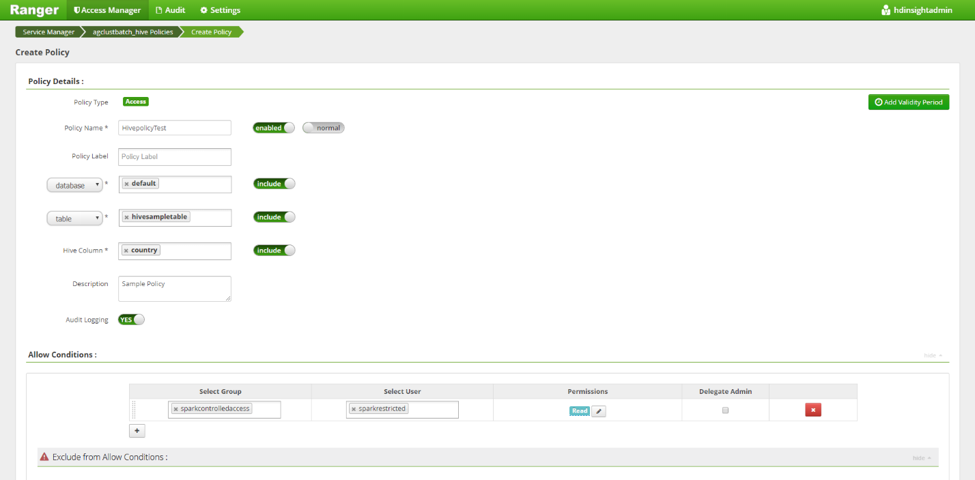 Ranger Access Manager Audit Settings hdinsightadmin
Service Manager agclustbatch_hive Policies Create Policy
Create Policy
Policy Details :
Policy Type Access Add Validity Period
Policy Name * HivepolicyTest enabled normal
Policy Label Policy Label
database * × default include
table * × hivesampletable include
Hive Column * × country include
Description Sample Policy
Audit Logging YES
Allow Conditions :
hide
Select Group Select User Permissions Delegate Admin
× sparkcontrolledaccess × sparkrestricted Read ×
+
Exclude from Allow Conditions :